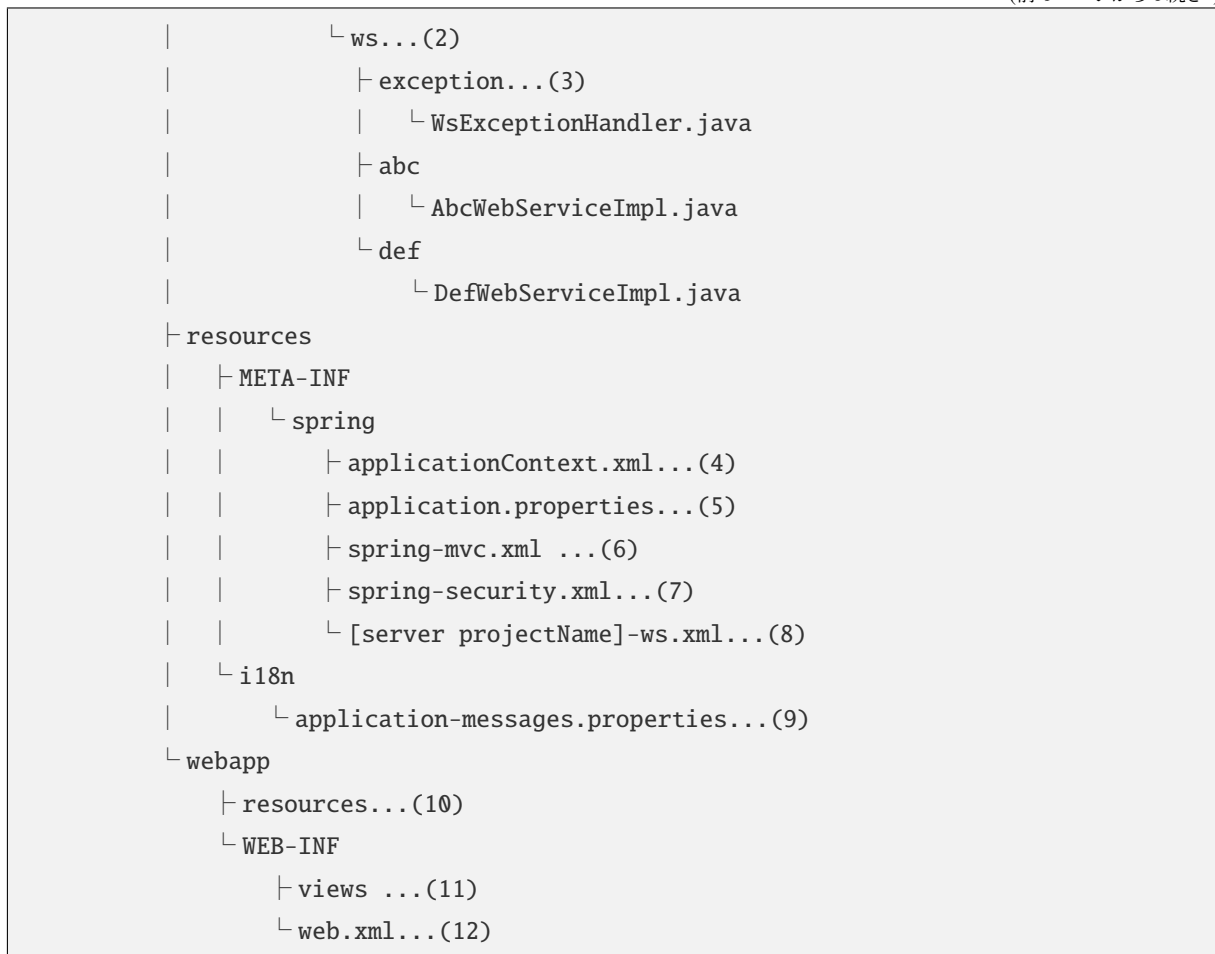 │           └ ws...(2)
│             ├ exception...(3)
│             │   └ WsExceptionHandler.java
│             ├ abc
│             │   └ AbcWebServiceImpl.java
│             └ def
│                 └ DefWebServiceImpl.java
├ resources
│   ├ META-INF
│   │   └ spring
│   │       ├ applicationContext.xml...(4)
│   │       ├ application.properties...(5)
│   │       ├ spring-mvc.xml ...(6)
│   │       ├ spring-security.xml...(7)
│   │       └ [server projectName]-ws.xml...(8)
│   └ i18n
│       └ application-messages.properties...(9)
└ webapp
    ├ resources...(10)
    └ WEB-INF
        ├ views ...(11)
        └ web.xml...(12)